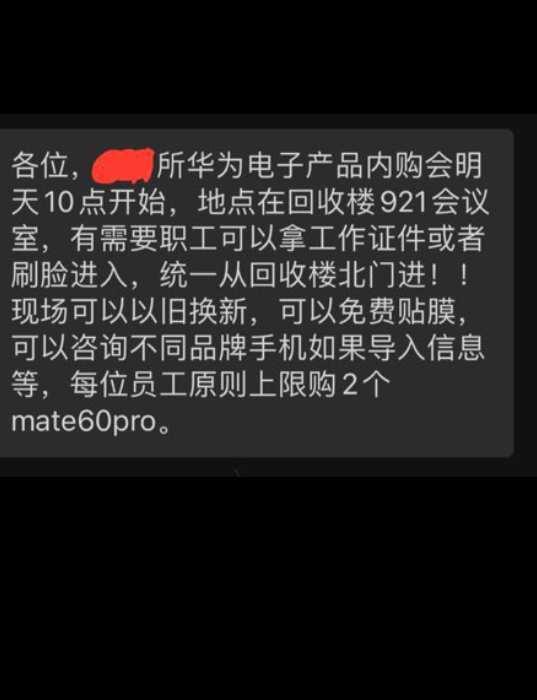 各位，所华为电子产品内购会明
天10点开始，地点在回收楼921会议
室，有需要职工可以拿工作证件或者
刷脸进入，统一从回收楼北门进！！
现场可以以旧换新，可以免费贴膜，
可以咨询不同品牌手机如果导入信息
等，每位员工原则上限购2个
mate60pro。